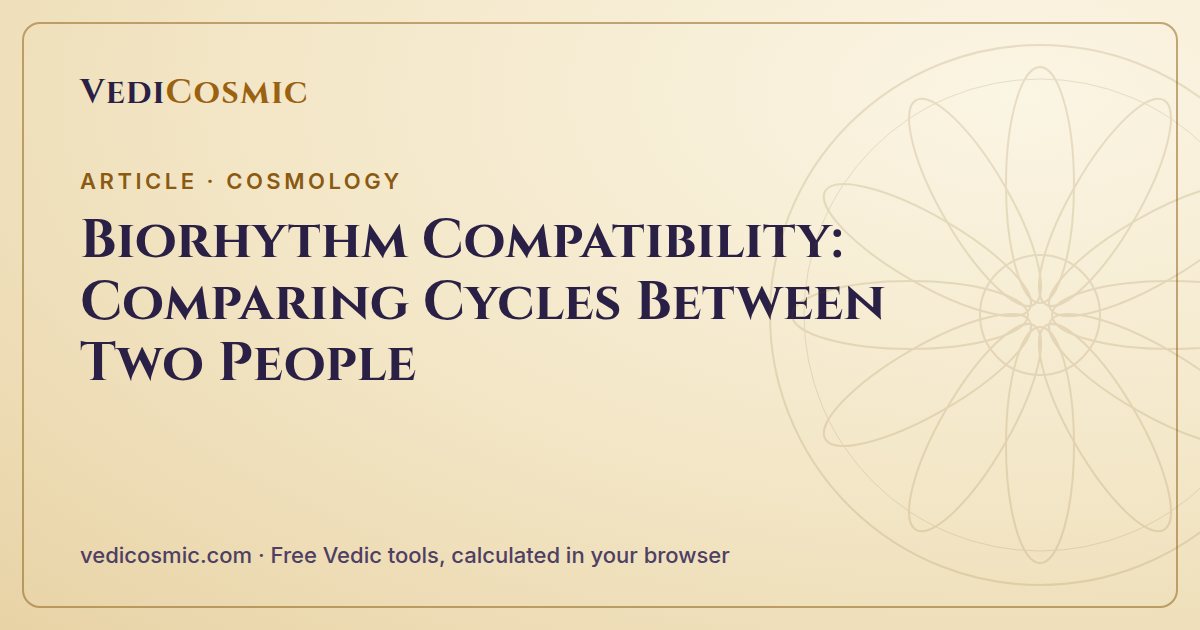 VediCosmic
ARTICLE · COSMOLOGY
Biorhythm Compatibility:
Comparing Cycles Between
Two People
vedicosmic.com · Free Vedic tools, calculated in your browser